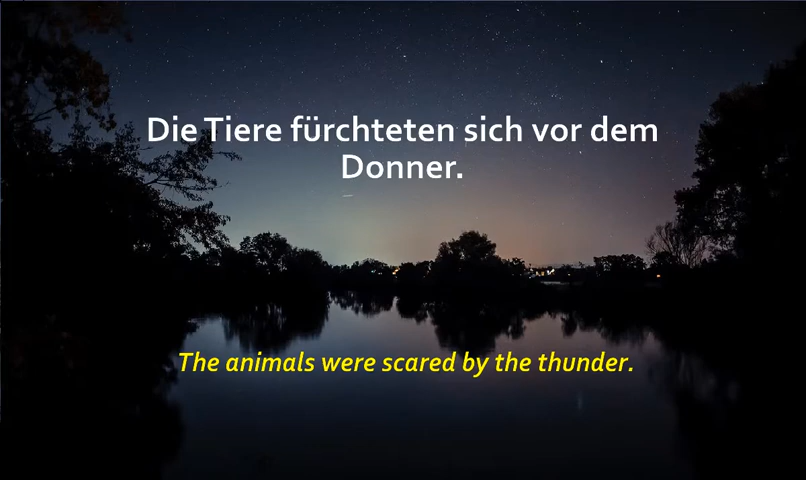 Die Tiere fürchteten sich vor dem
Donner.
The animals were scared by the thunder.